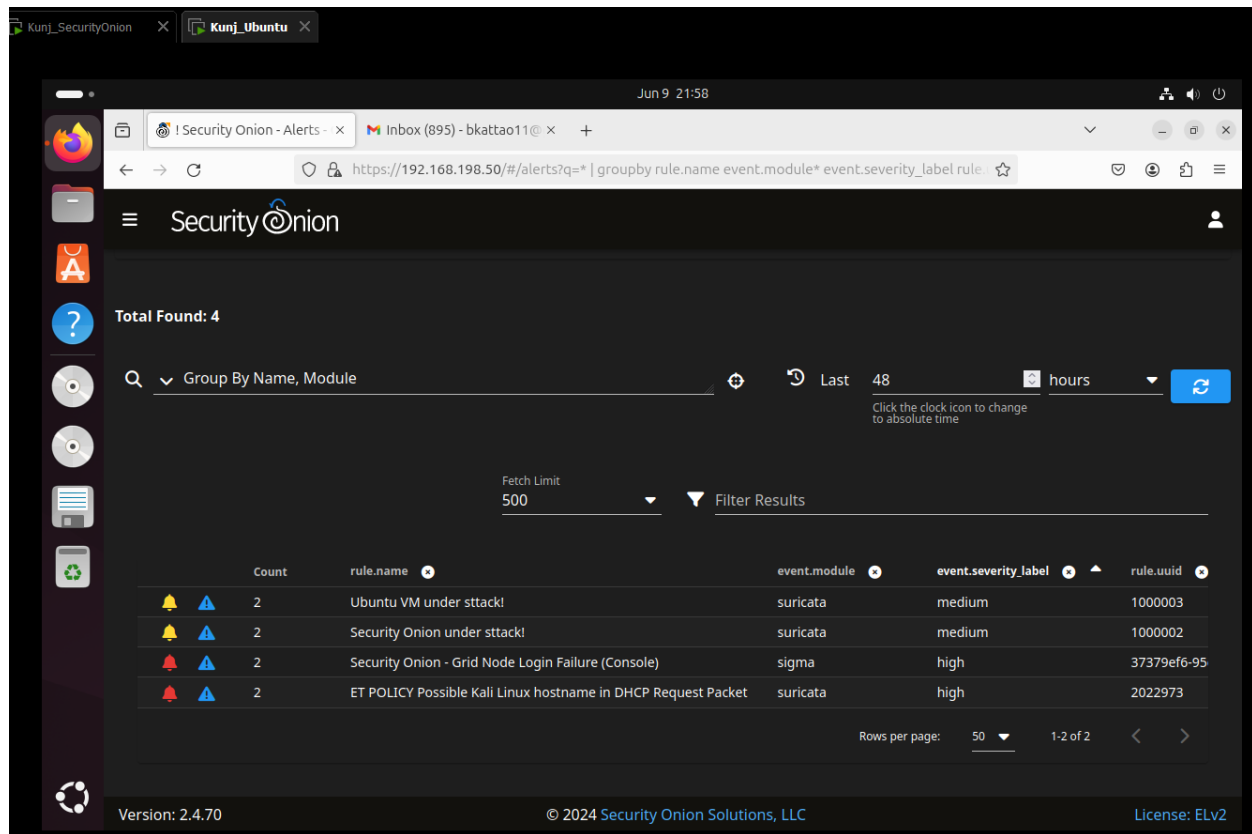 Kunj_SecurityOnion Kunj_Ubuntu
Jun 9 21:58
! Security Onion - Alerts - Inbox (895) - bkattao11@
https://192.168.198.50/#/alerts?q=* | groupby rule.name event.module* event.severity_label rule.
Security Onion
Total Found: 4
Group By Name, Module Last 48 hours
Click the clock icon to change
to absolute time
Fetch Limit
500 Filter Results
Count rule.name event.module event.severity_label rule.uuid
2 Ubuntu VM under sttack! suricata medium 1000003
2 Security Onion under sttack! suricata medium 1000002
2 Security Onion - Grid Node Login Failure (Console) sigma high 37379ef6-95
2 ET POLICY Possible Kali Linux hostname in DHCP Request Packet suricata high 2022973
Rows per page: 50 1-2 of 2
Version: 2.4.70 © 2024 Security Onion Solutions, LLC License: ELv2